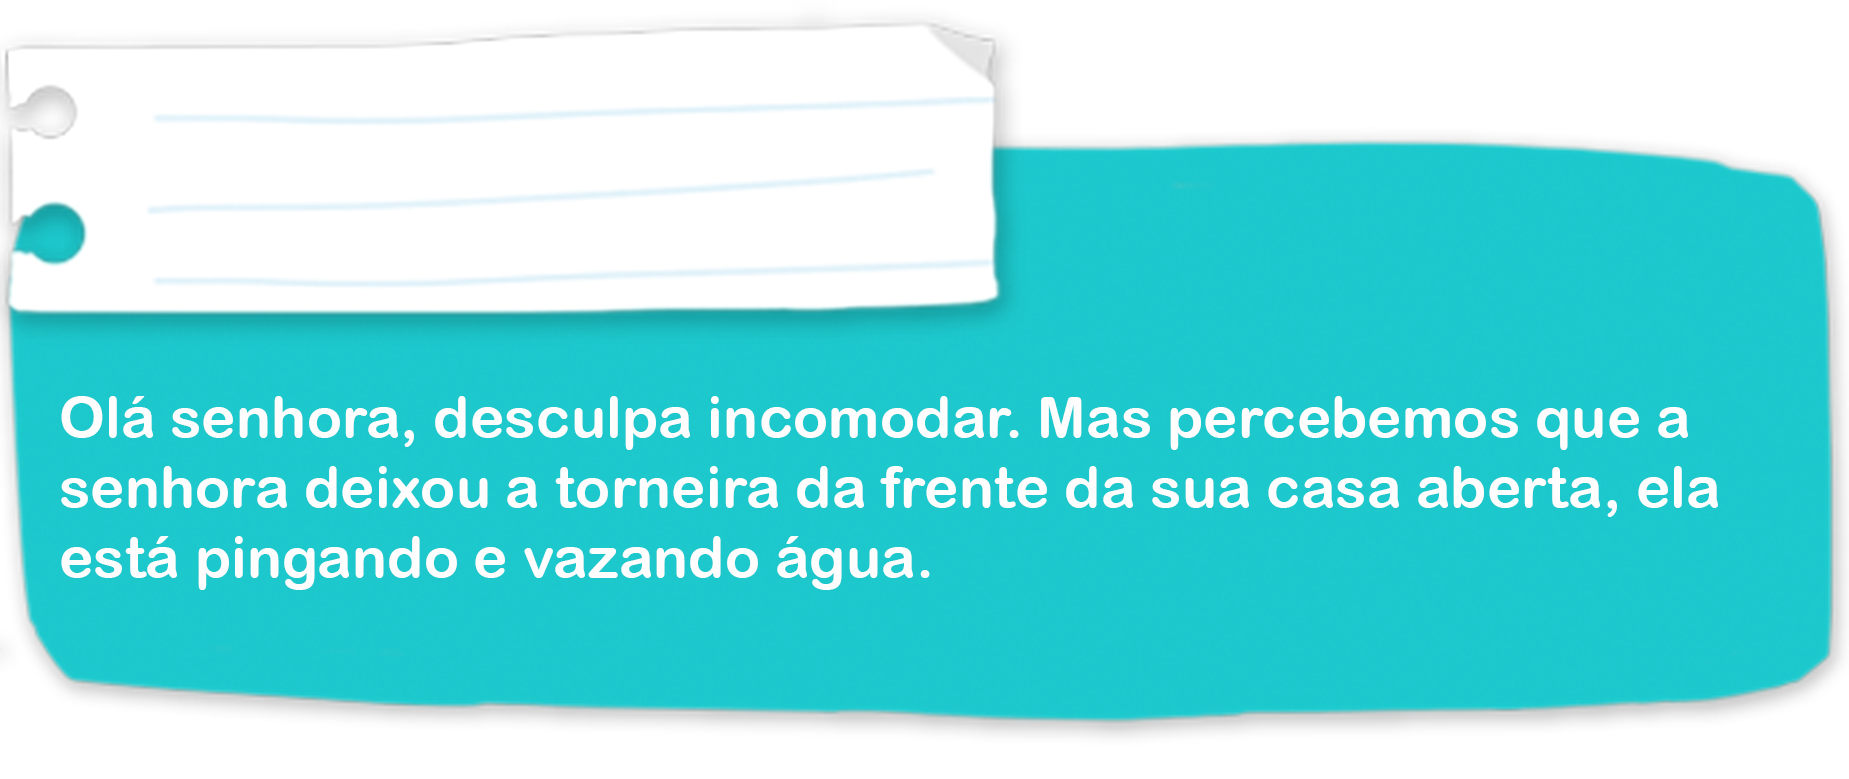 Olá senhora, desculpa incomodar. Mas percebemos que a
senhora deixou a torneira da frente da sua casa aberta, ela
está pingando e vazando água.